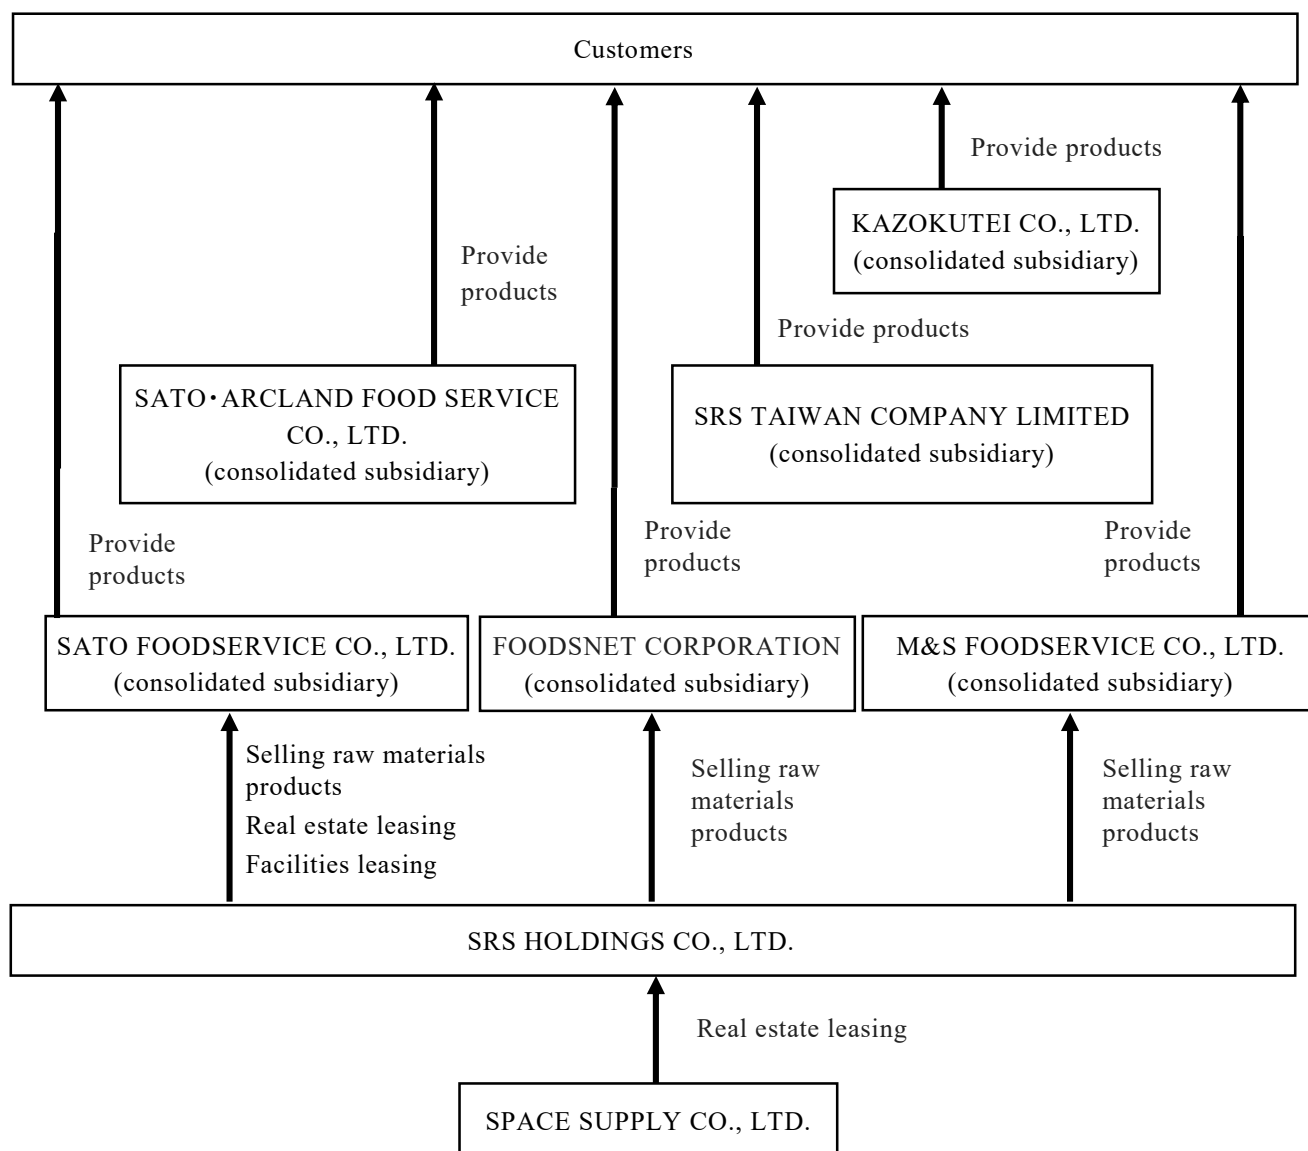 Customers
Provide products
KAZOKUTEI CO., LTD.
(consolidated subsidiary)
Provide
products
Provide products
SATO・ARCLAND FOOD SERVICE
CO., LTD.
(consolidated subsidiary)
SRS TAIWAN COMPANY LIMITED
(consolidated subsidiary)
Provide
products
Provide
products
Provide
products
SATO FOODSERVICE CO., LTD.
(consolidated subsidiary)
FOODSNET CORPORATION
(consolidated subsidiary)
M&S FOODSERVICE CO., LTD.
(consolidated subsidiary)
Selling raw materials
products
Real estate leasing
Facilities leasing
Selling raw
materials
products
Selling raw
materials
products
SRS HOLDINGS CO., LTD.
Real estate leasing
SPACE SUPPLY CO., LTD.